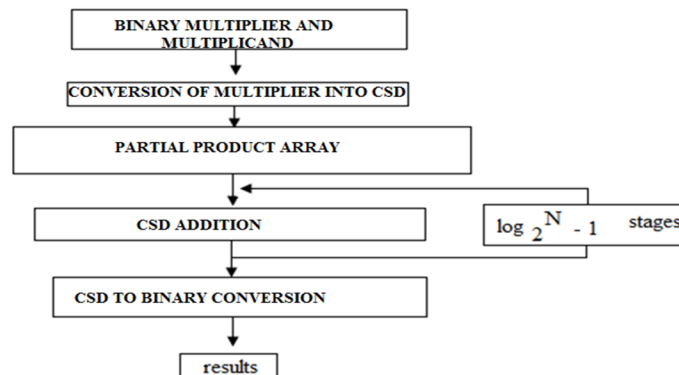 BINARY MULTIPLIER AND
MULTIPLICAND
CONVERSION OF MULTIPLIER INTO CSD
PARTIAL PRODUCT ARRAY
CSD ADDITION
log 2 N - 1 stages
CSD TO BINARY CONVERSION
results